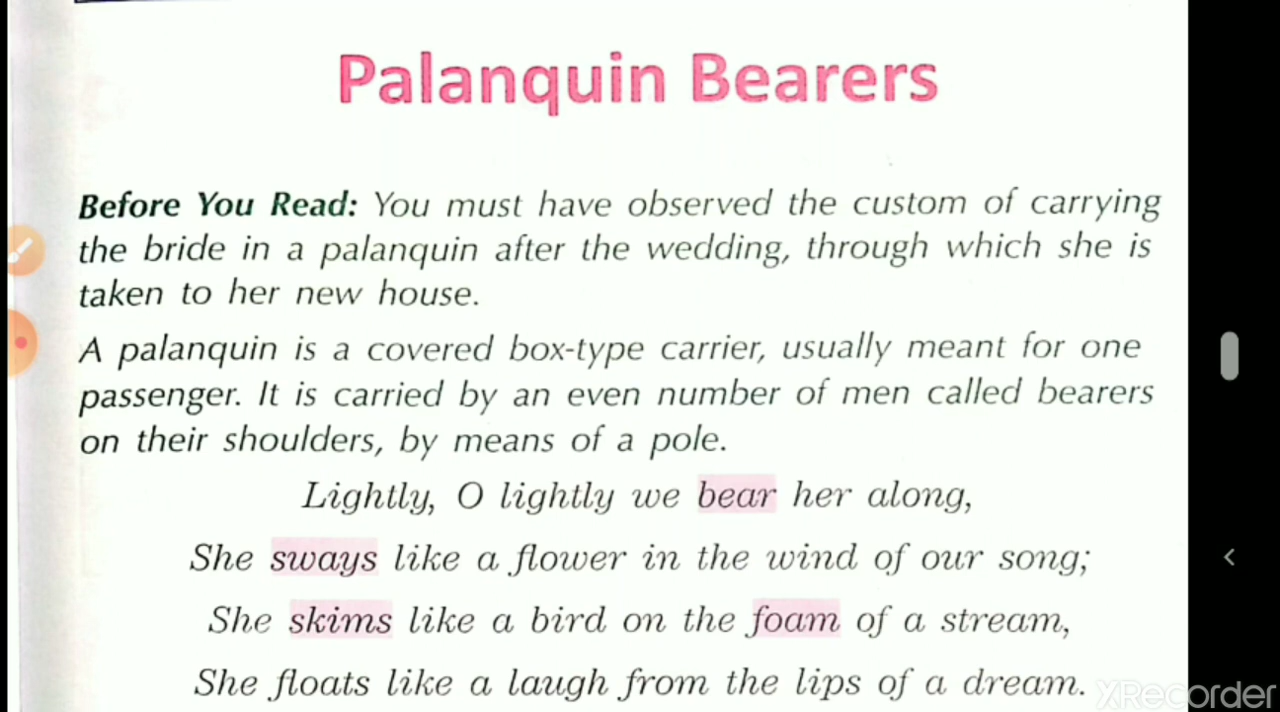 Palanquin Bearers
Before You Read: You must have observed the custom of carrying
the bride in a palanquin after the wedding, through which she is
taken to her new house.
A palanquin is a covered box-type carrier, usually meant for one
passenger. It is carried by an even number of men called bearers
on their shoulders, by means of a pole.
Lightly, O lightly we bear her along,
She sways like a flower in the wind of our song;
She skims like a bird on the foam of a stream,
She floats like a laugh from the lips of a dream.
XRecorder